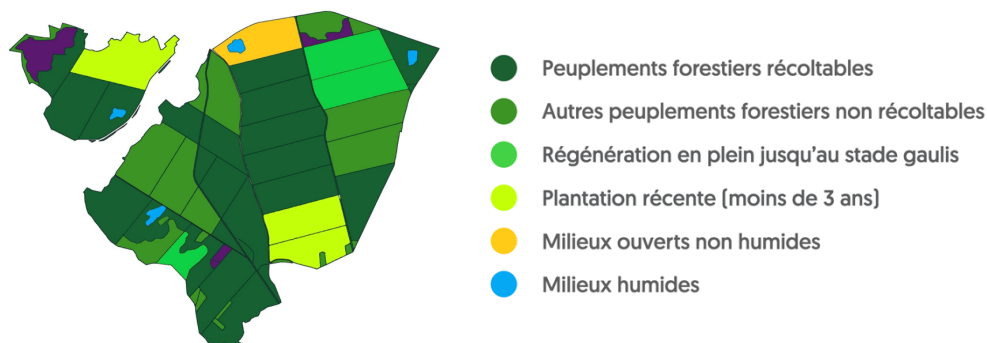 Peuplements forestiers récoltables
Autres peuplements forestiers non récoltables
Régénération en plein jusqu'au stade gaulis
Plantation récente (moins de 3 ans)
Milieux ouverts non humides
Milieux humides